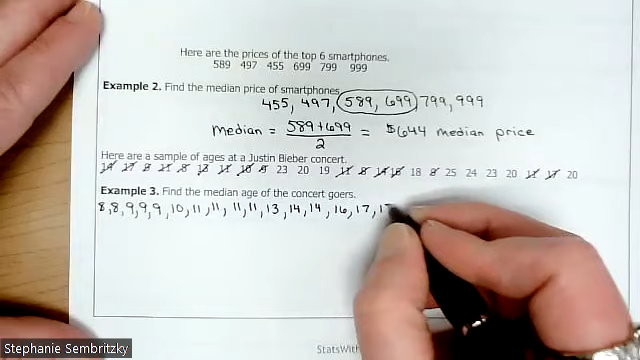 Here are the prices of the top 6 smartphones.
589 497 455 699 799 999
Example 2. Find the median price of smartphones
455, 497, 589, 699, 799, 999
median = 589+699 / 2 = $644 median price
Here are a sample of ages at a Justin Bieber concert.
23 20 19 18 25 24 23 20 20
Example 3. Find the median age of the concert goers.
8,8,9,9,9,10,11,11,11,11,13,14,14,16,17,17
StatsWith
Stephanie Sembritzky